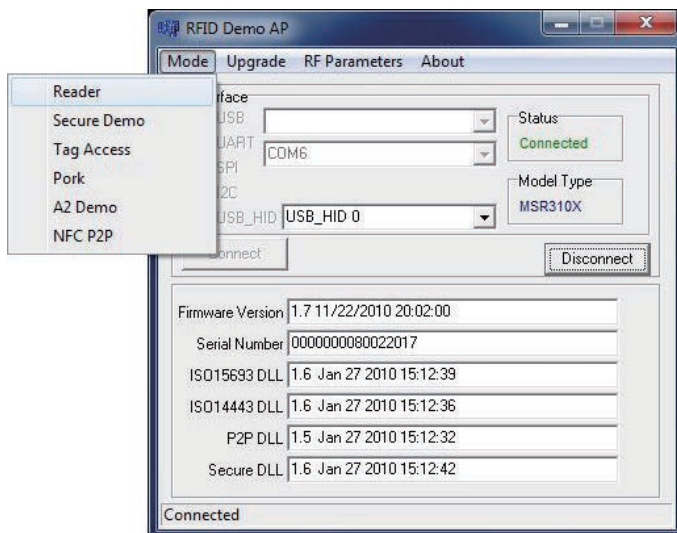 RFID Demo AP
Mode Upgrade RF Parameters About
Reader
Secure Demo
Tag Access
Pork
A2 Demo
NFC P2P
rface
USB
UART COM6
SPI
I2C
USB_HID USB_HID 0
Status
Connected
Model Type
MSR310X
onnect
Disconnect
Firmware Version 1.7 11/22/2010 20:02:00
Serial Number 0000000080022017
ISO15693 DLL 1.6 Jan 27 2010 15:12:39
ISO14443 DLL 1.6 Jan 27 2010 15:12:36
P2P DLL 1.5 Jan 27 2010 15:12:32
Secure DLL 1.6 Jan 27 2010 15:12:42
Connected